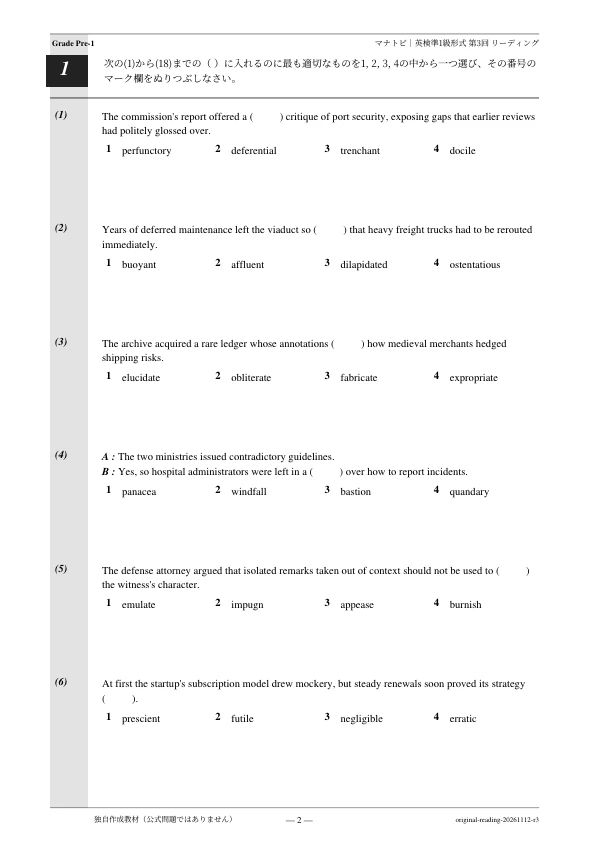 Grade Pre-1
マナトビ｜英検準1級形式 第3回 リーディング
1
次の(1)から(18)までの（ ）に入れるのに最も適切なものを1, 2, 3, 4の中から一つ選び、その番号の
マーク欄をぬりつぶしなさい。
(1)
The commission's report offered a ( ) critique of port security, exposing gaps that earlier reviews
had politely glossed over.
1 perfunctory 2 deferential 3 trenchant 4 docile
(2)
Years of deferred maintenance left the viaduct so ( ) that heavy freight trucks had to be rerouted
immediately.
1 buoyant 2 affluent 3 dilapidated 4 ostentatious
(3)
The archive acquired a rare ledger whose annotations ( ) how medieval merchants hedged
shipping risks.
1 elucidate 2 obliterate 3 fabricate 4 expropriate
(4)
A : The two ministries issued contradictory guidelines.
B : Yes, so hospital administrators were left in a ( ) over how to report incidents.
1 panacea 2 windfall 3 bastion 4 quandary
(5)
The defense attorney argued that isolated remarks taken out of context should not be used to ( )
the witness's character.
1 emulate 2 impugn 3 appease 4 burnish
(6)
At first the startup's subscription model drew mockery, but steady renewals soon proved its strategy
( ).
1 prescient 2 futile 3 negligible 4 erratic
独自作成教材（公式問題ではありません）
— 2 —
original-reading-20261112-r3